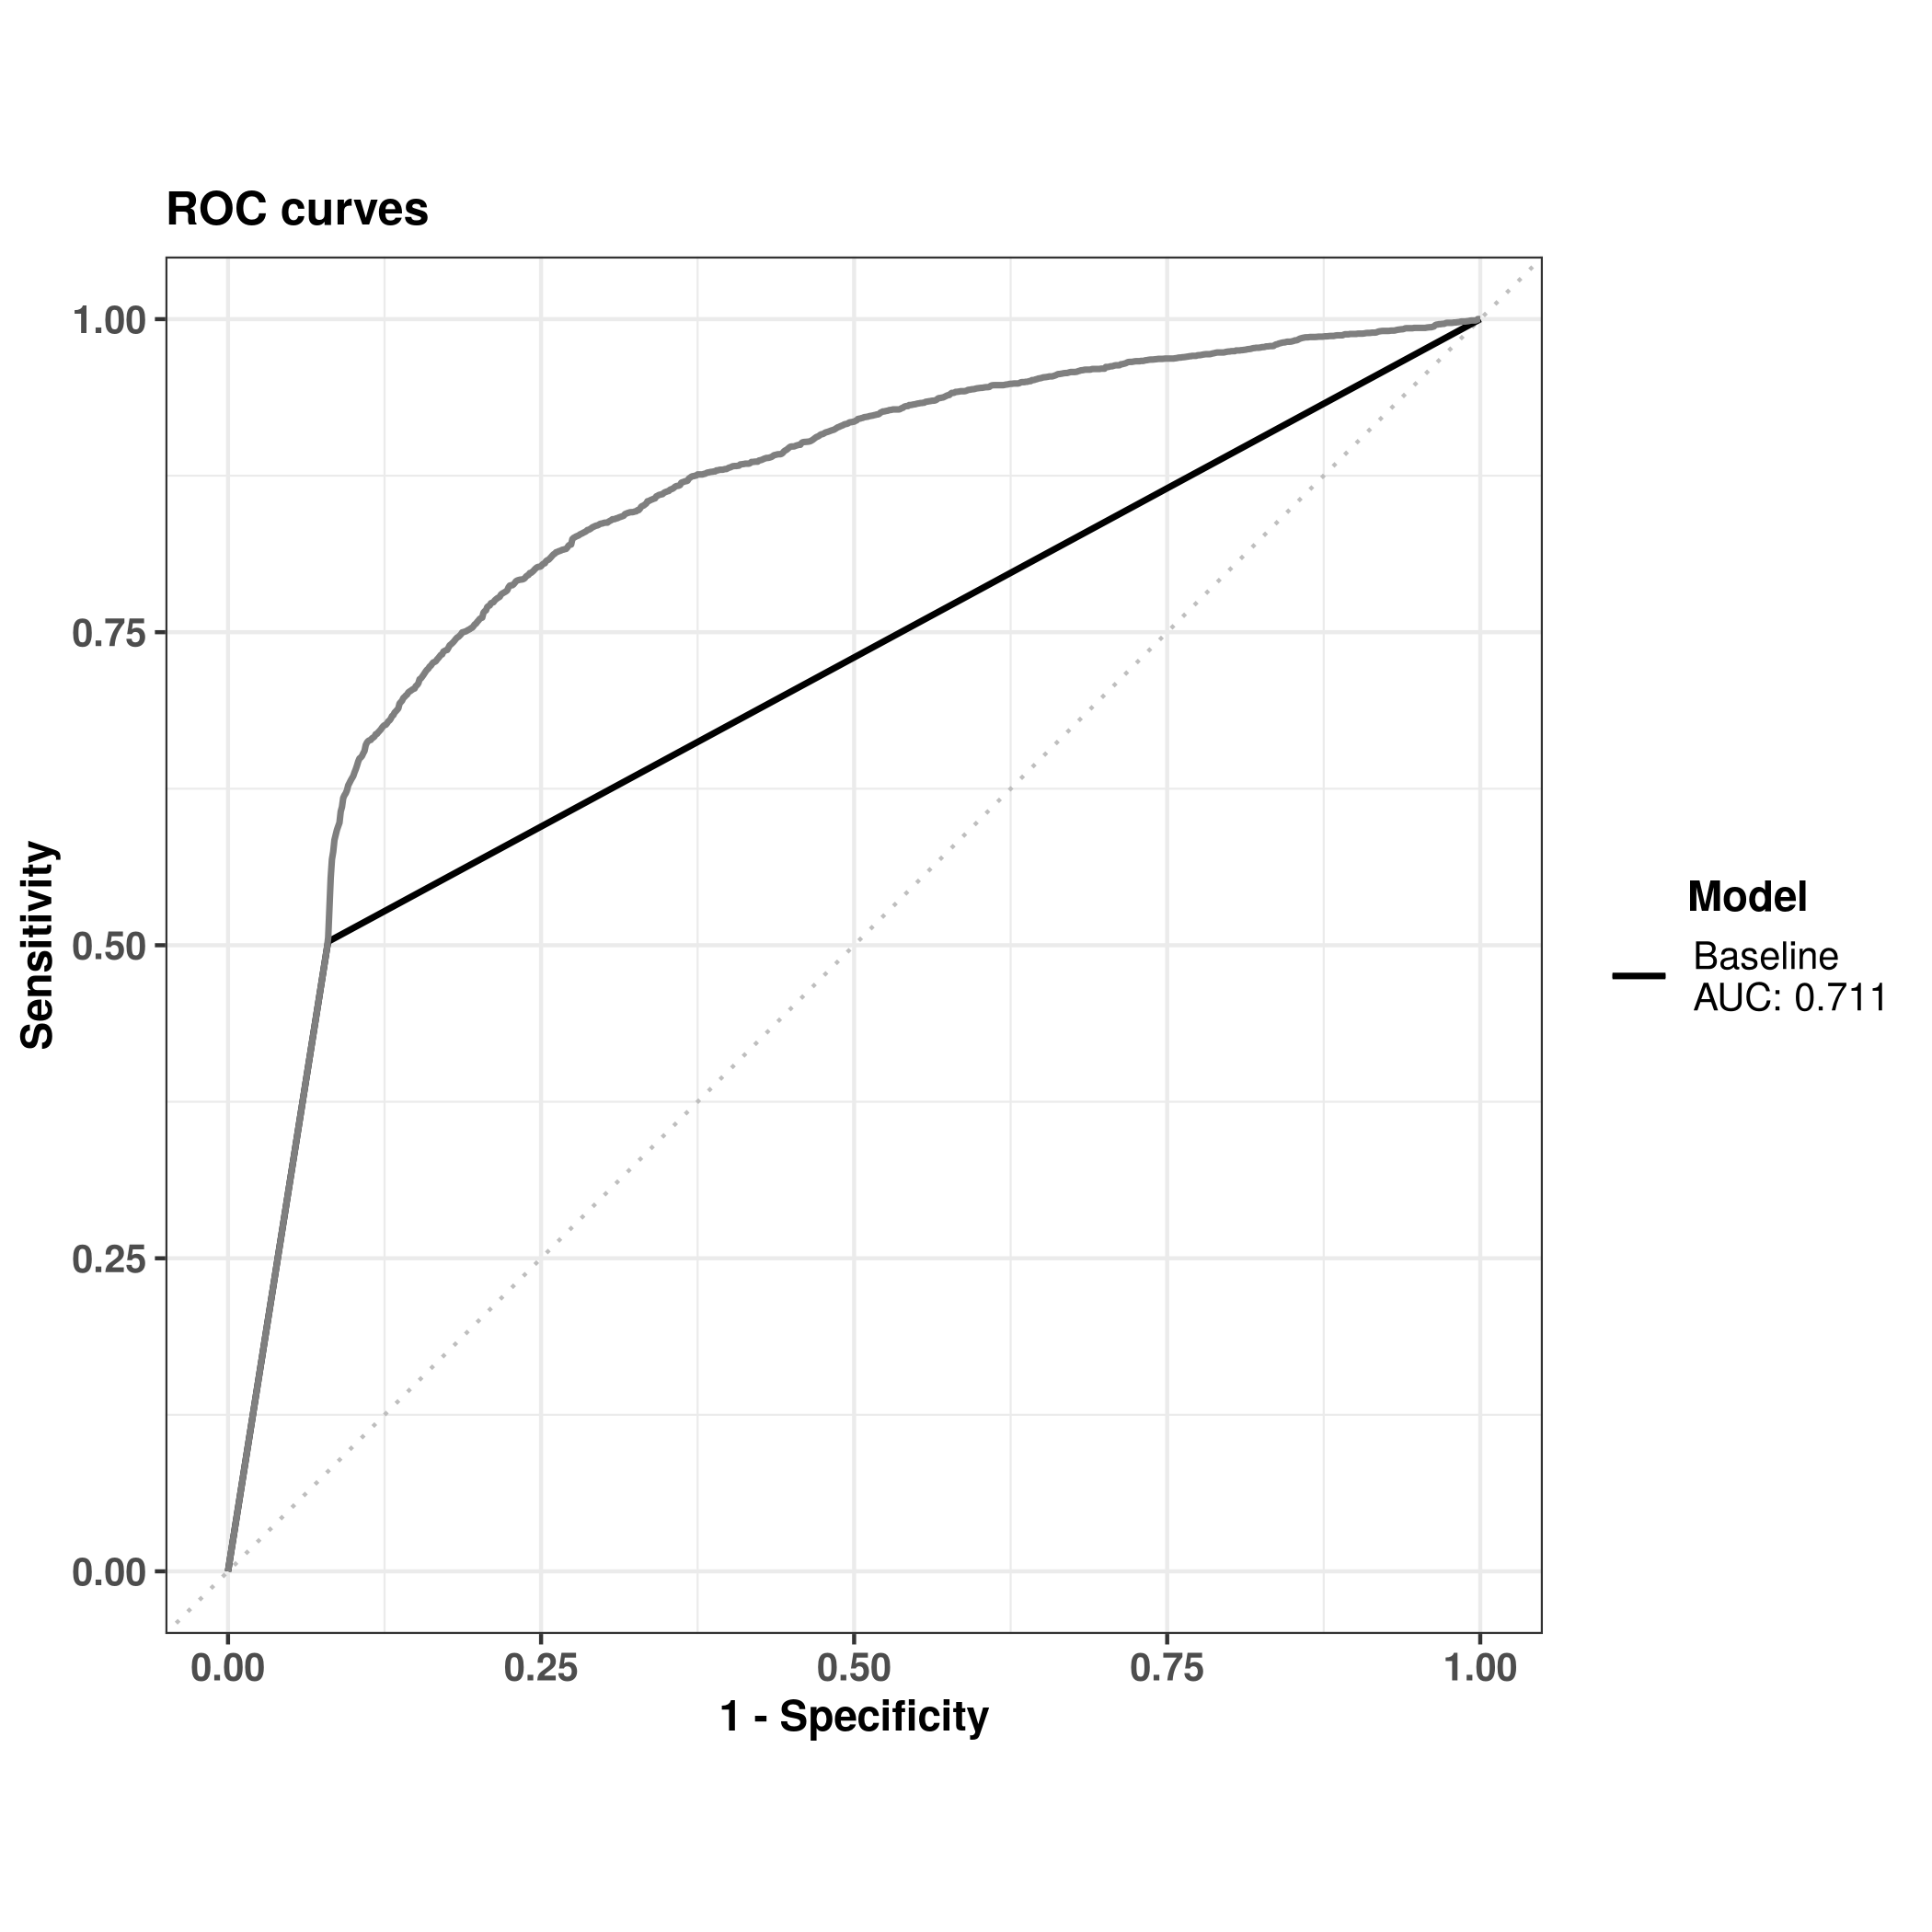 ROC curves
1.00
0.75
0.50
0.25
0.00
Sensitivity
0.00 0.25 0.50 0.75 1.00
1 - Specificity
Model
Baseline
AUC: 0.711